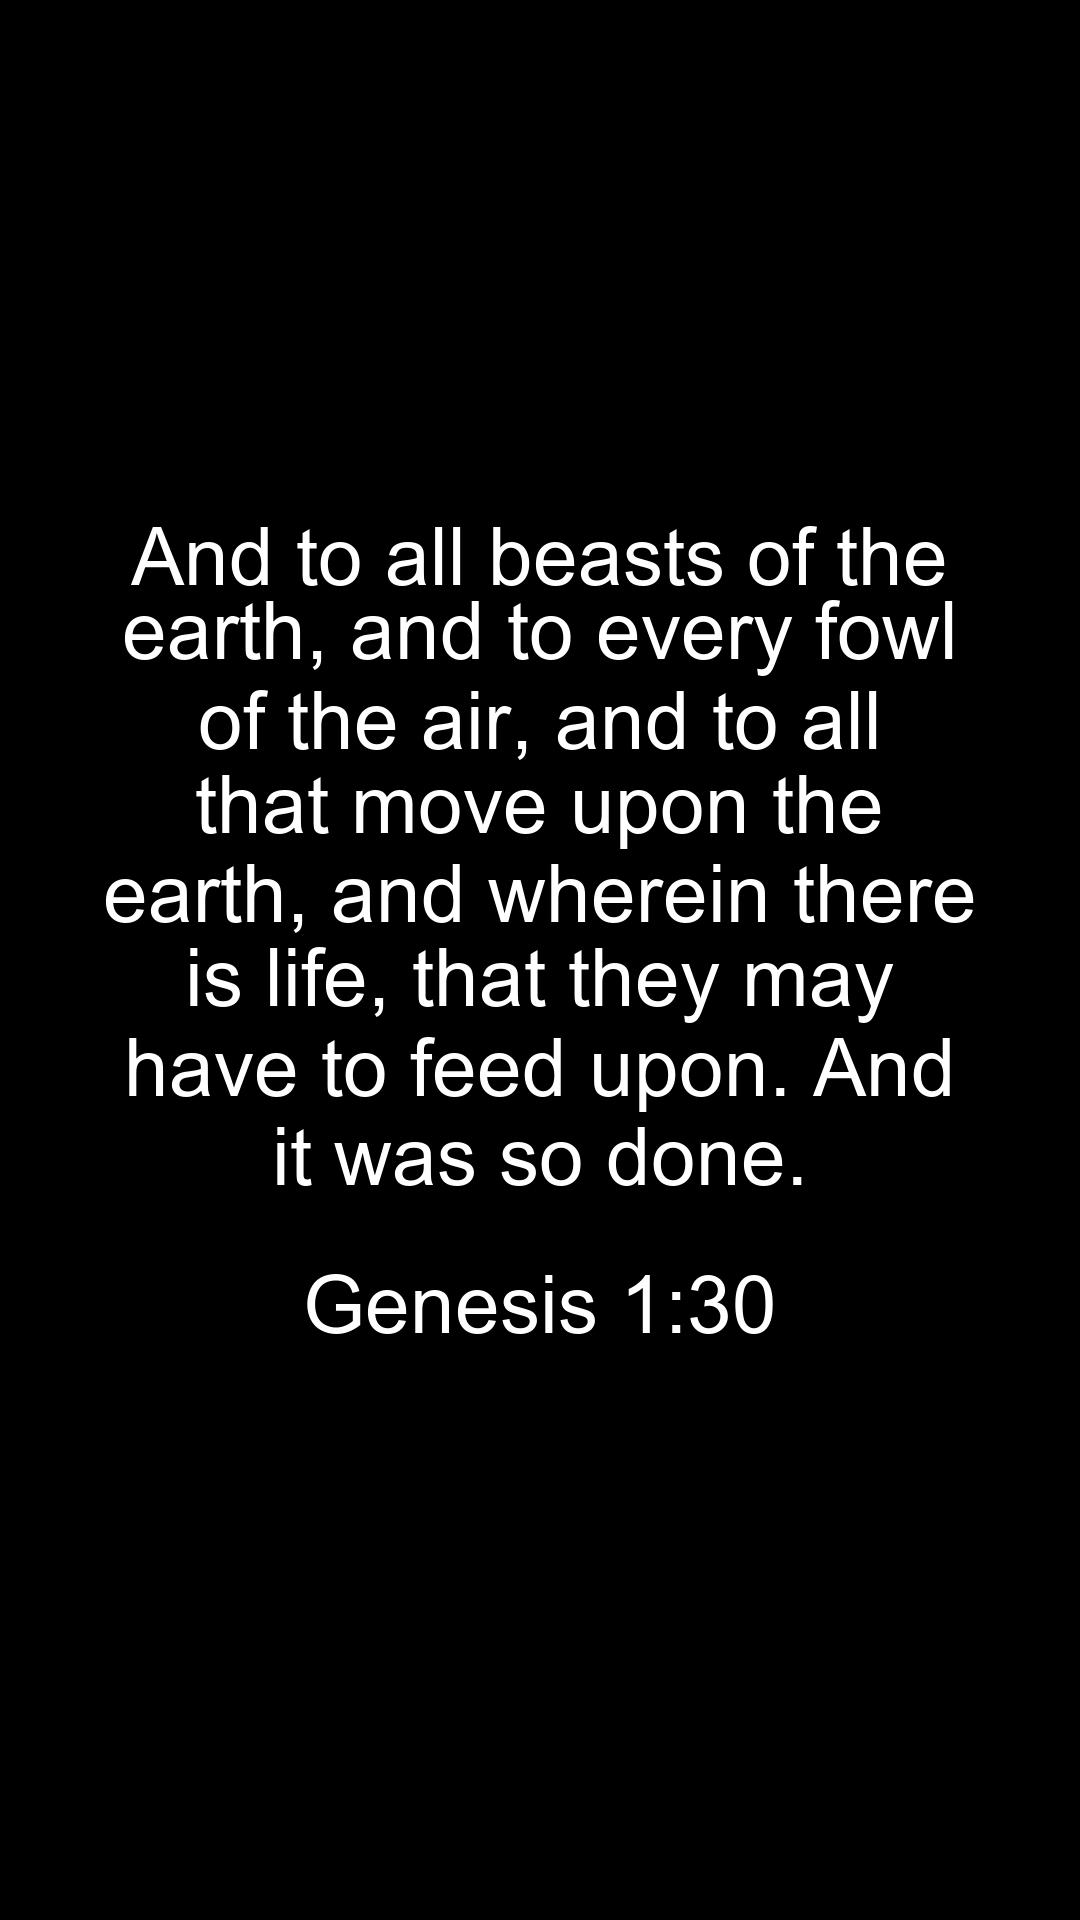 And to all beasts of the
earth, and to every fowl
of the air, and to all
that move upon the
earth, and wherein there
is life, that they may
have to feed upon. And
it was so done.
Genesis 1:30